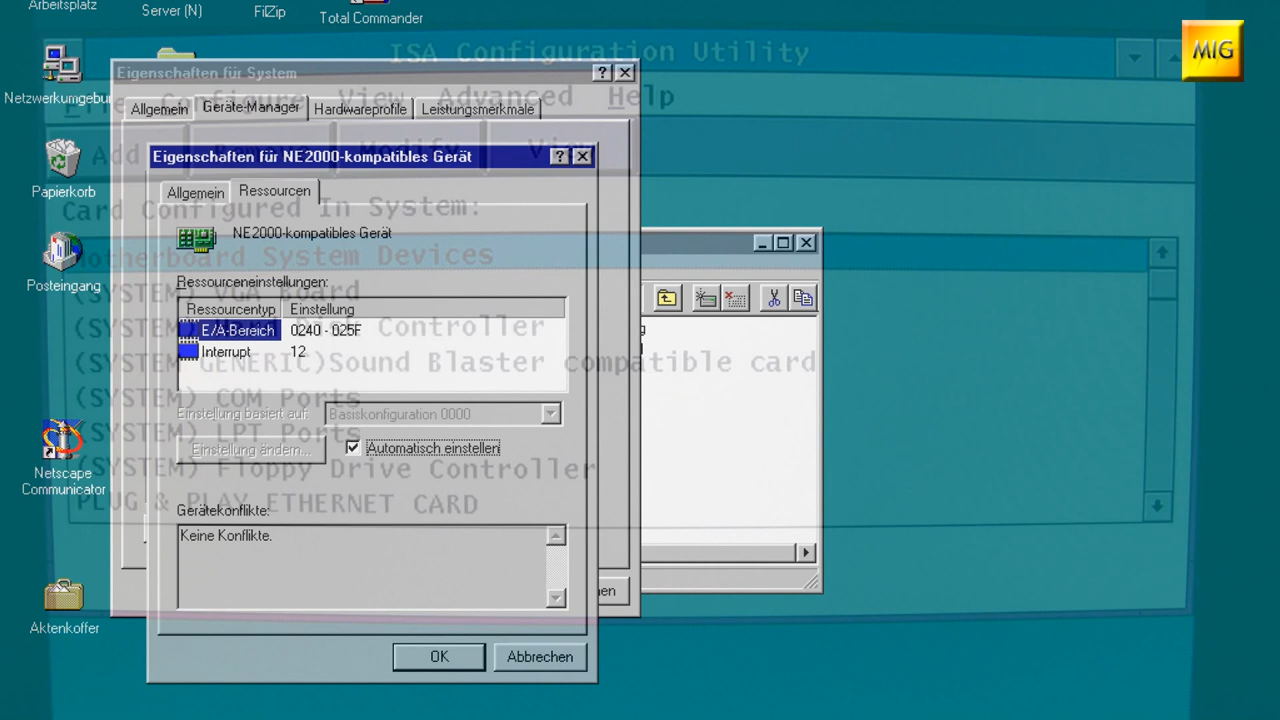 Arbeitsplatz
Server (N)
FilZip
Total Commander
MIG
ISA Configuration Utility
Netzwerkumgebu
Eigenschaften für System
File Configure View Advanced Help
Allgemein
Geräte-Manager
Hardwareprofile
Leistungsmerkmale
Add
Modify
View
Eigenschaften für NE2000-kompatibles Gerät
Papierkorb
Allgemein
Ressourcen
Card Configured In System:
NE2000-kompatibles Gerät
Motherboard System Devices
Posteingang
Ressourceneinstellungen:
(SYSTEM) VGA Board
Ressourcentyp
Einstellung
E/A-Bereich
0240 - 025F
(SYSTEM) Hard Disk Controller
Interrupt
12
(SYSTEM GENERIC)Sound Blaster compatible card
(SYSTEM) COM Ports
Einstellung basiert auf:
Basiskonfiguration 0000
(SYSTEM) LPT Ports
Einstellung ändern...
Automatisch einstellen
(SYSTEM) Floppy Drive Controller
Netscape
Communicator
PLUG & PLAY ETHERNET CARD
Gerätekonflikte:
Keine Konflikte.
en
Aktenkoffer
OK
Abbrechen